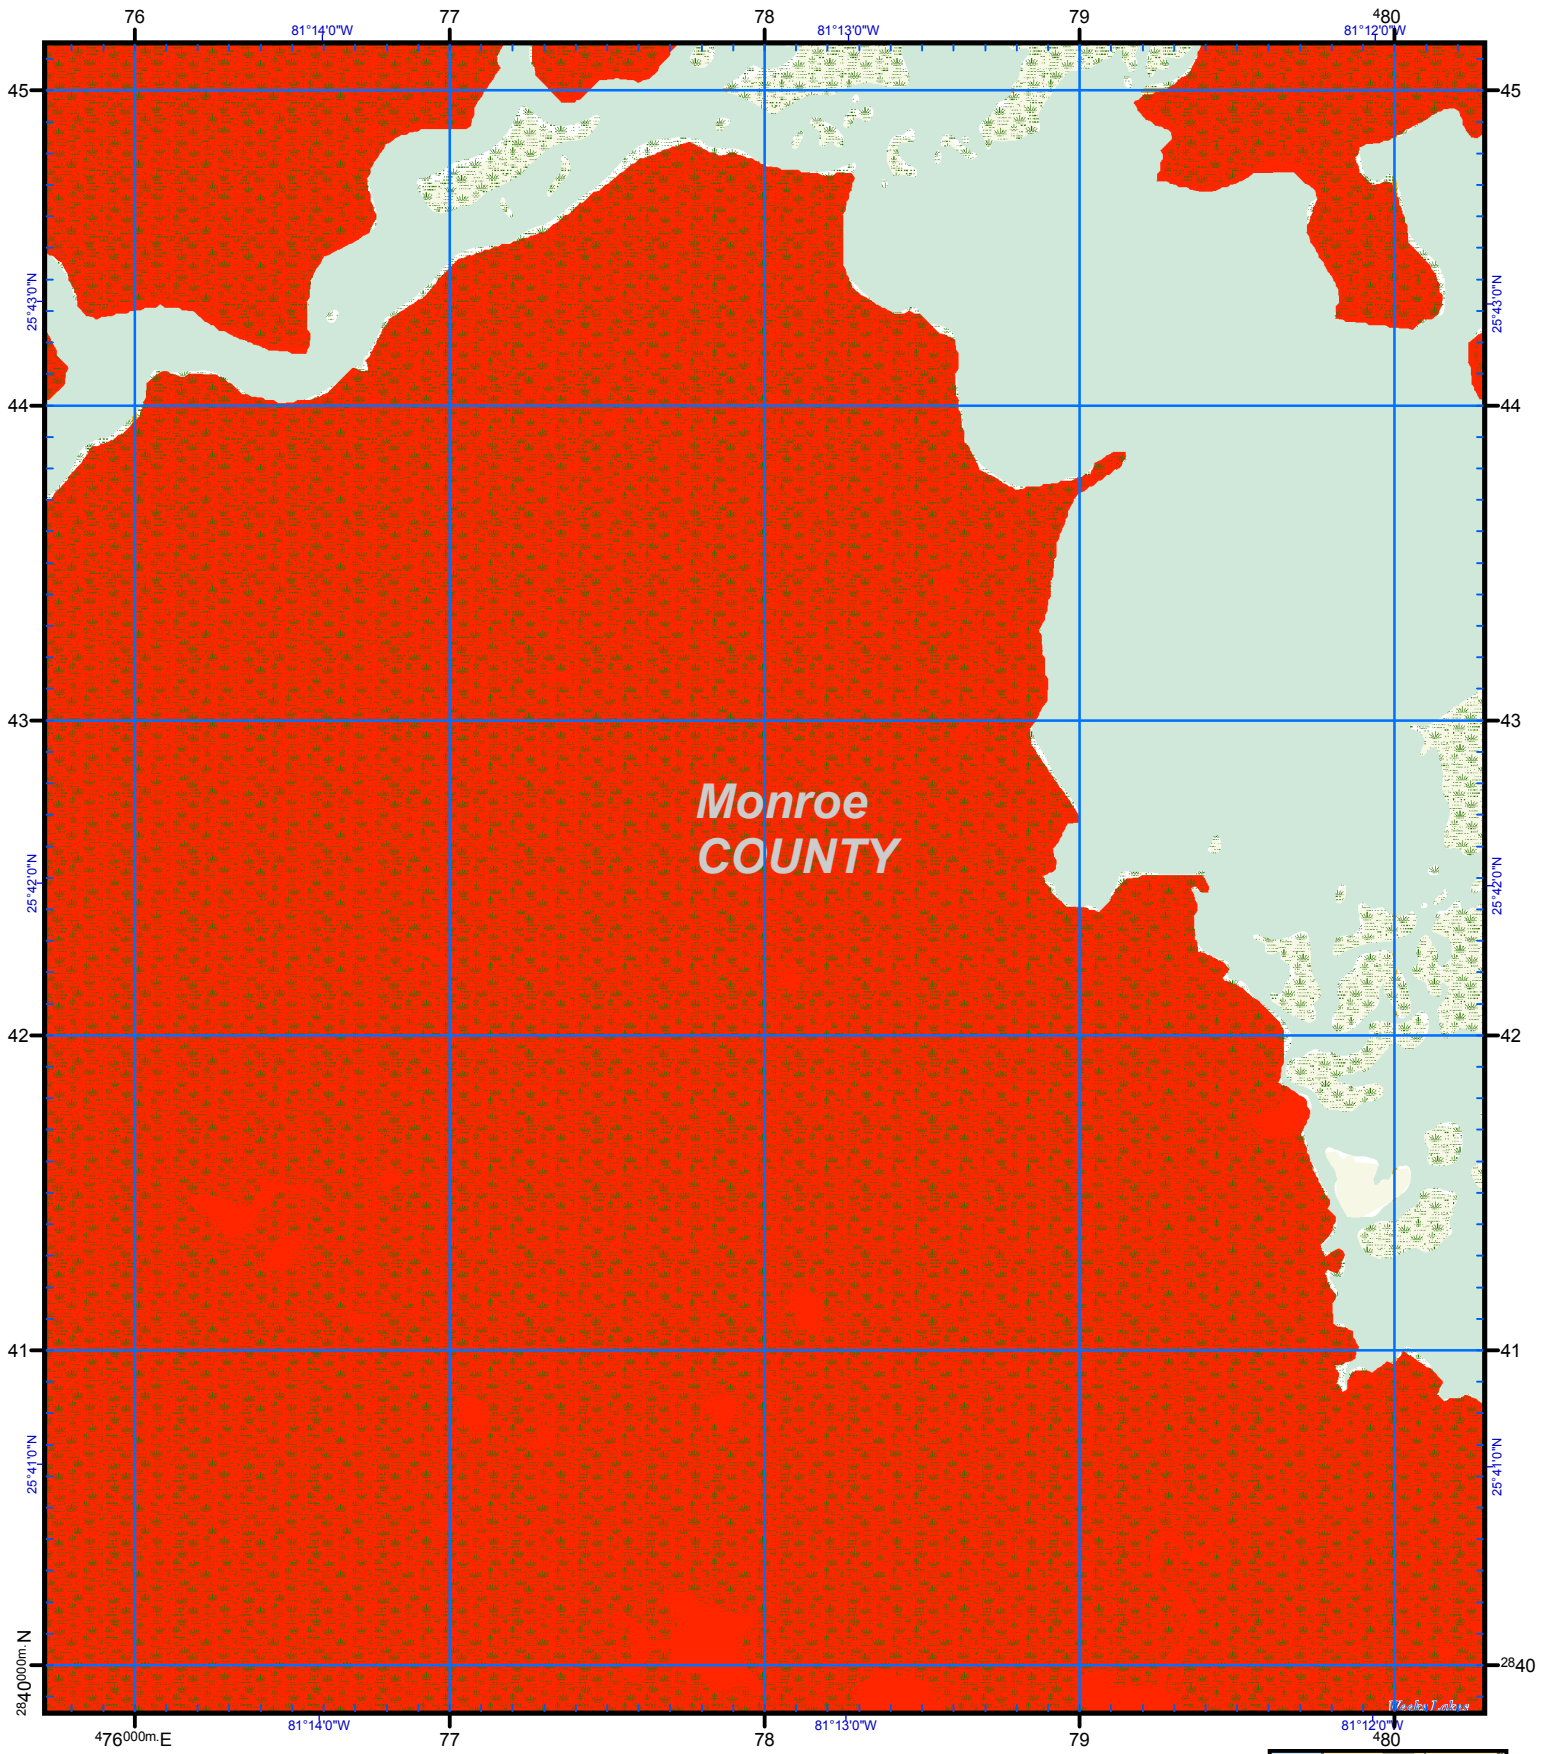 76 77 78 79 ⁴80
81°14'0"W 81°13'0"W 81°12'0"W
45 45
25°43'0"N 25°43'0"N
44 44
43 43
Monroe
COUNTY
25°42'0"N 25°42'0"N
42 42
41 41
25°41'0"N 25°41'0"N
²⁸40⁰⁰⁰ᵐ·N ²⁸40
Weeks Lakes
81°14'0"W 81°13'0"W 81°12'0"W
⁴76⁰⁰⁰ᵐ·E 77 78 79 ⁴80